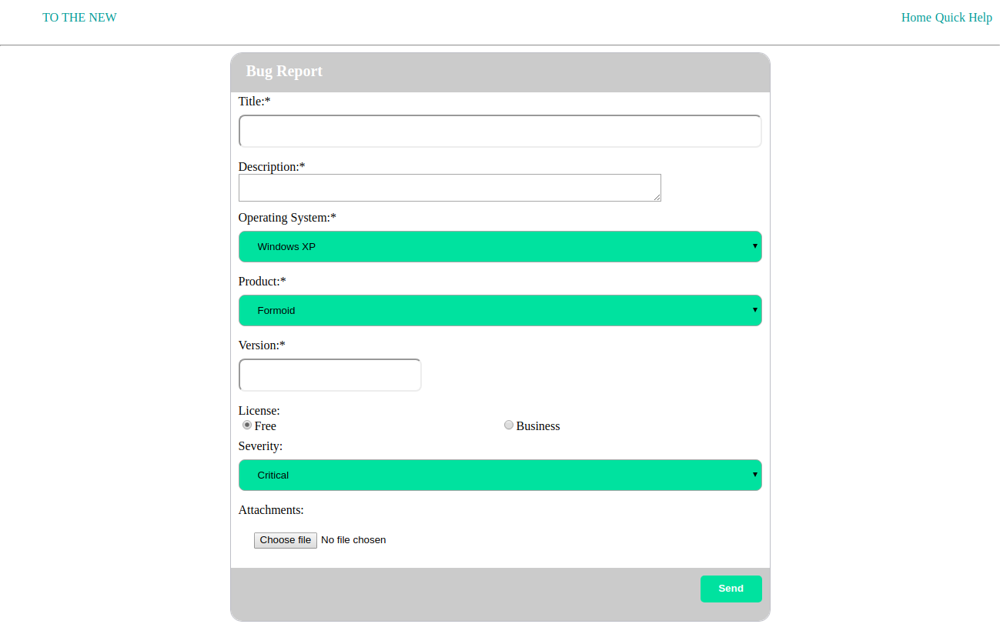 TO THE NEW
Home Quick Help
Bug Report
Title:*
Description:*
Operating System:*
Windows XP
Product:*
Formoid
Version:*
License:
Free
Business
Severity:
Critical
Attachments:
Choose file No file chosen
Send